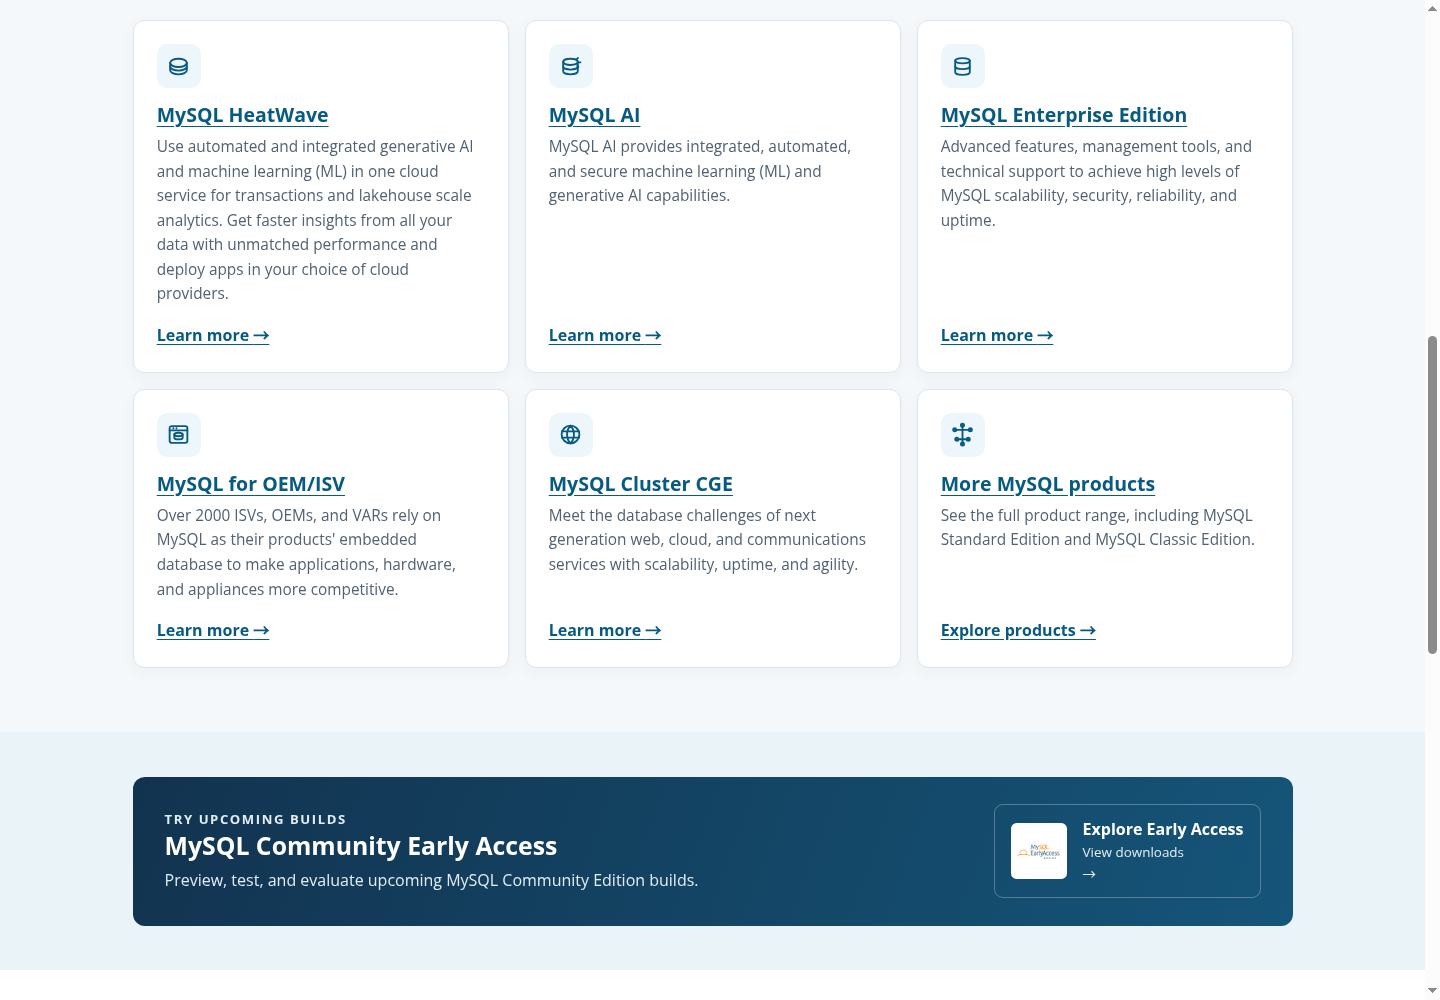 MySQL HeatWave
Use automated and integrated generative AI
and machine learning (ML) in one cloud
service for transactions and lakehouse scale
analytics. Get faster insights from all your
data with unmatched performance and
deploy apps in your choice of cloud
providers.
Learn more →
MySQL AI
MySQL AI provides integrated, automated,
and secure machine learning (ML) and
generative AI capabilities.
Learn more →
MySQL Enterprise Edition
Advanced features, management tools, and
technical support to achieve high levels of
MySQL scalability, security, reliability, and
uptime.
Learn more →
MySQL for OEM/ISV
Over 2000 ISVs, OEMs, and VARs rely on
MySQL as their products' embedded
database to make applications, hardware,
and appliances more competitive.
Learn more →
MySQL Cluster CGE
Meet the database challenges of next
generation web, cloud, and communications
services with scalability, uptime, and agility.
Learn more →
More MySQL products
See the full product range, including MySQL
Standard Edition and MySQL Classic Edition.
Explore products →
TRY UPCOMING BUILDS
MySQL Community Early Access
Preview, test, and evaluate upcoming MySQL Community Edition builds.
MySQL
EarlyAccess
Explore Early Access
View downloads
→